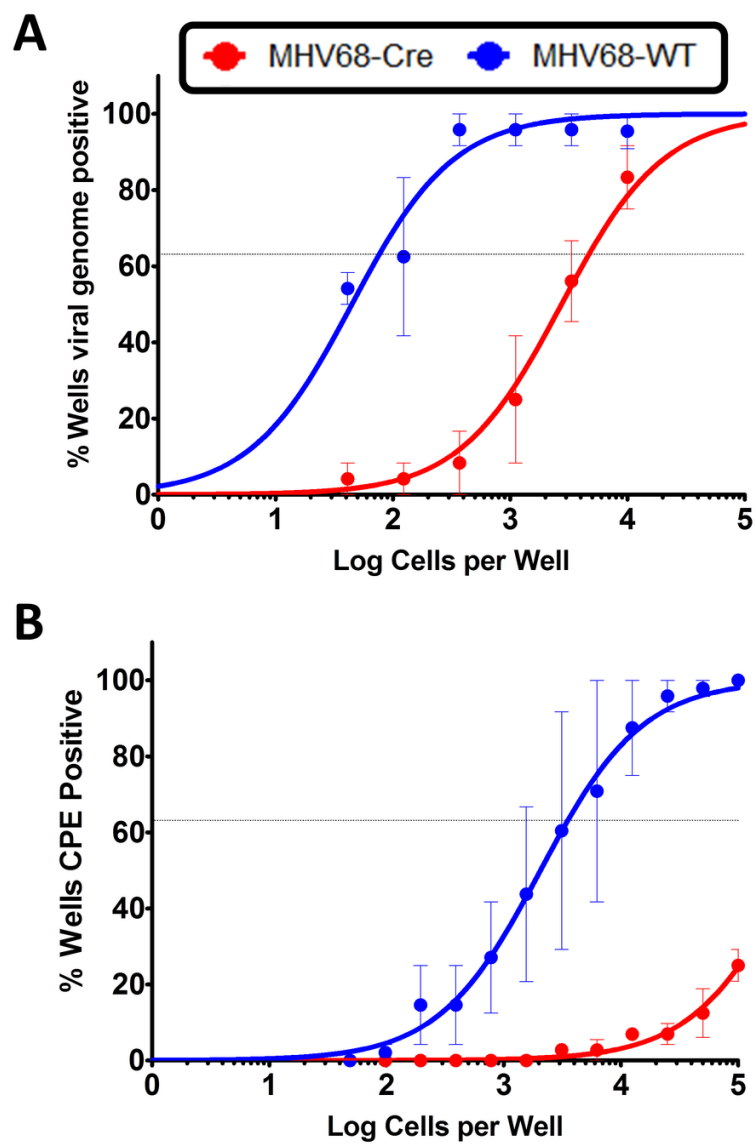 A
MHV68-Cre MHV68-WT
% Wells viral genome positive
100
80
60
40
20
0
0 1 2 3 4 5
Log Cells per Well
B
% Wells CPE Positive
100
80
60
40
20
0
0 1 2 3 4 5
Log Cells per Well